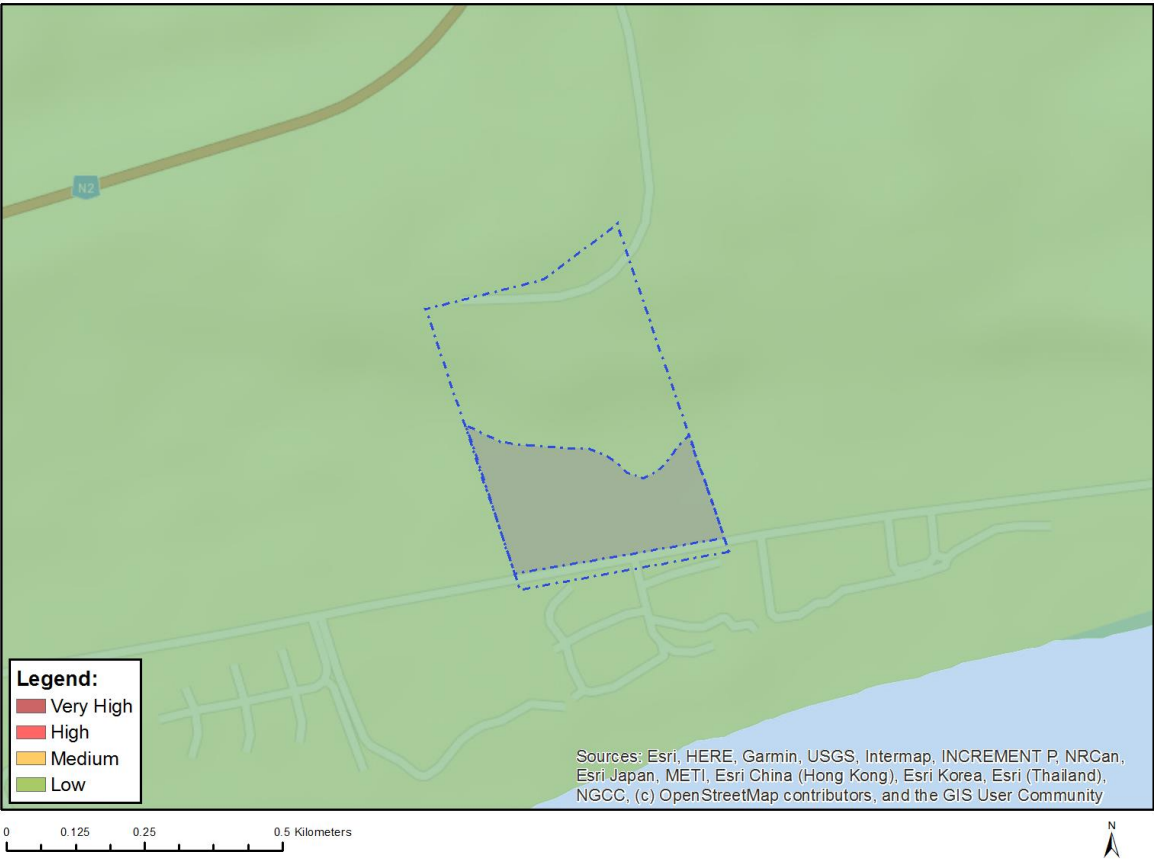 N2
Legend:
Very High
High
Medium
Low
Sources: Esri, HERE, Garmin, USGS, Intermap, INCREMENT P, NRCan,
Esri Japan, METI, Esri China (Hong Kong), Esri Korea, Esri (Thailand),
NGCC, (c) OpenStreetMap contributors, and the GIS User Community
0 0.125 0.25 0.5 Kilometers
N